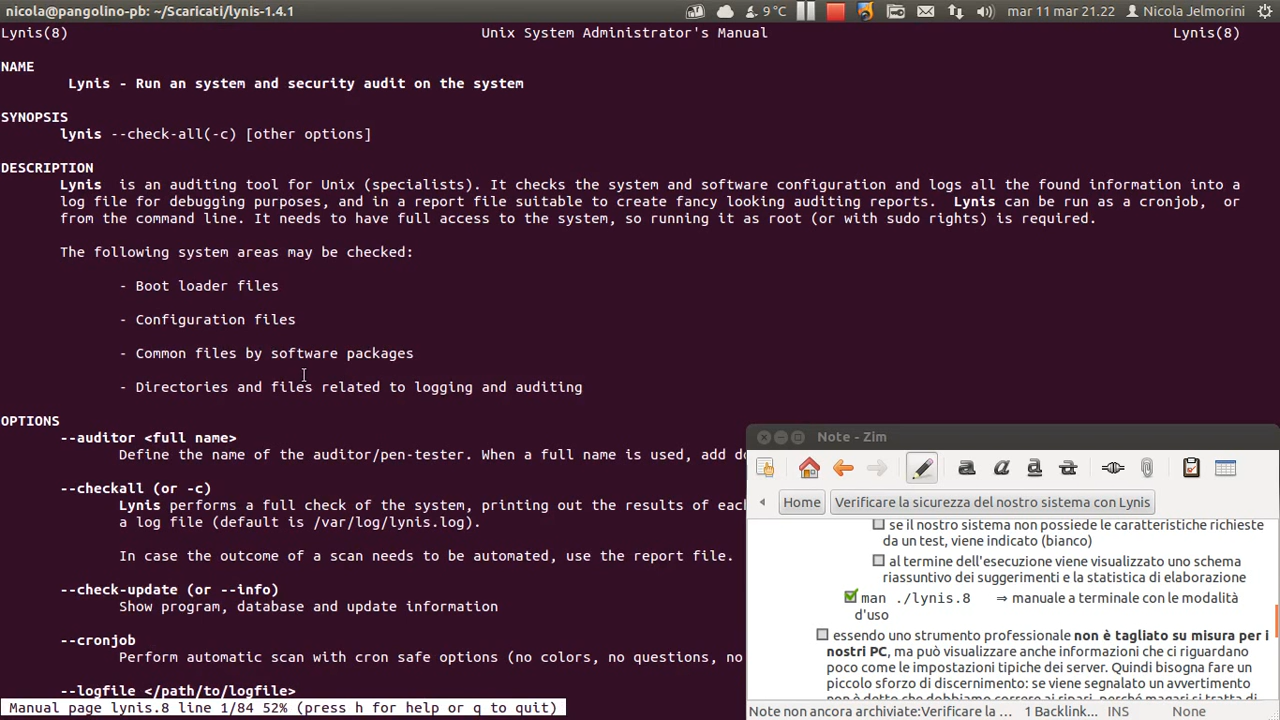 nicola@pangolino-pb: ~/Scaricati/lynis-1.4.1
9 °C
mar 11 mar 21.22
Nicola Jelmorini
Lynis(8) Unix System Administrator's Manual Lynis(8)
NAME
Lynis - Run an system and security audit on the system
SYNOPSIS
lynis --check-all(-c) [other options]
DESCRIPTION
Lynis is an auditing tool for Unix (specialists). It checks the system and software configuration and logs all the found information into a
log file for debugging purposes, and in a report file suitable to create fancy looking auditing reports. Lynis can be run as a cronjob, or
from the command line. It needs to have full access to the system, so running it as root (or with sudo rights) is required.
The following system areas may be checked:
- Boot loader files
- Configuration files
- Common files by software packages
- Directories and files related to logging and auditing
OPTIONS
--auditor <full name>
Define the name of the auditor/pen-tester. When a full name is used, add do
--checkall (or -c)
Lynis performs a full check of the system, printing out the results of each
a log file (default is /var/log/lynis.log).
In case the outcome of a scan needs to be automated, use the report file.
--check-update (or --info)
Show program, database and update information
--cronjob
Perform automatic scan with cron safe options (no colors, no questions, no
--logfile </path/to/logfile>
Manual page lynis.8 line 1/84 52% (press h for help or q to quit)
Note - Zim
Home
Verificare la sicurezza del nostro sistema con Lynis
se il nostro sistema non possiede le caratteristiche richieste
da un test, viene indicato (bianco)
al termine dell'esecuzione viene visualizzato uno schema
riassuntivo dei suggerimenti e la statistica di elaborazione
man ./lynis.8 ⇒ manuale a terminale con le modalità
d'uso
essendo uno strumento professionale non è tagliato su misura per i
nostri PC, ma può visualizzare anche informazioni che ci riguardano
poco come le impostazioni tipiche dei server. Quindi bisogna fare un
piccolo sforzo di discernimento: se viene segnalato un avvertimento
non è detto che dobbiamo correre ai ripari, perché magari si tratta di
Note non ancora archiviate:Verificare la ...
1 Backlink...
INS
None